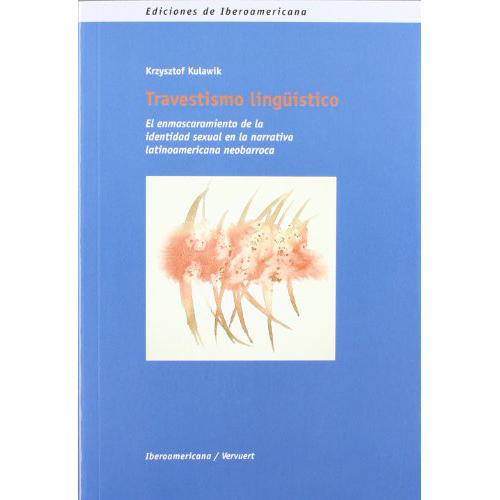 Ediciones de Iberoamericana
Krzysztof Kulawik
Travestismo lingüístico
El enmascaramiento de la
identidad sexual en la narrativa
latinoamericana neobarroca
Iberoamericana / Vervuert